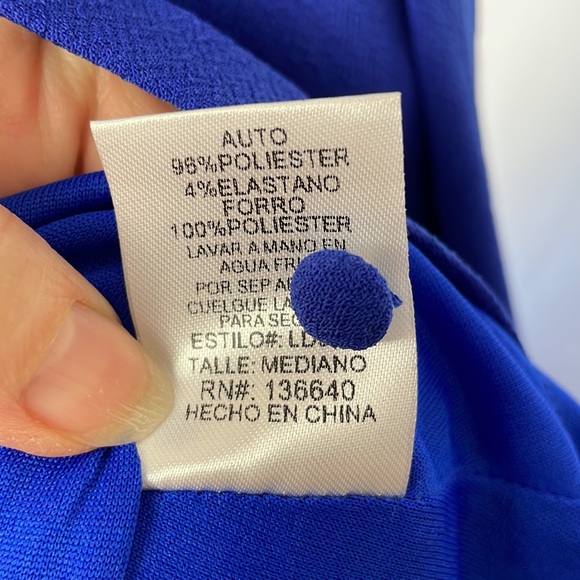 AUTO
96%POLIESTER
4%ELASTANO
FORRO
100%POLIESTER
LAVAR A MANO EN
AGUA
POR
CUELGUE
PARA
ESTILO#:
TALLE: MEDIANO
RN#: 136640
HECHO EN CHINA